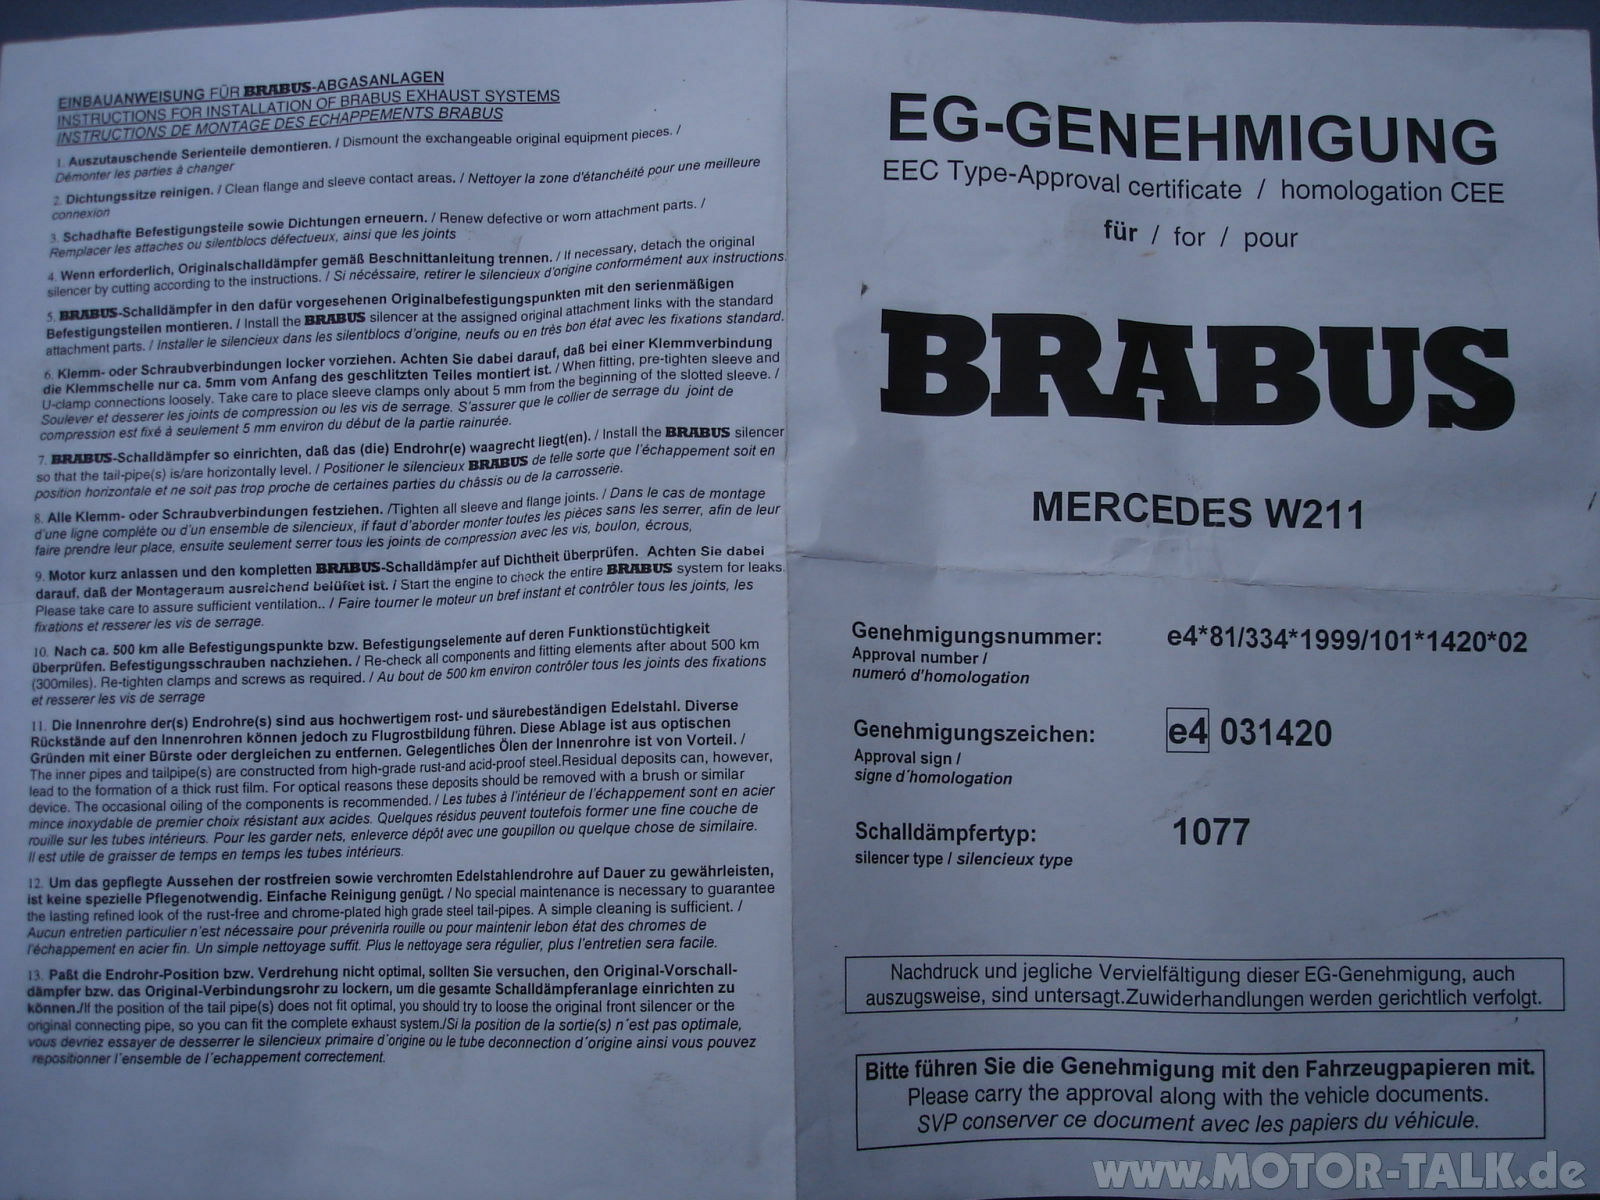 EINBAUANWEISUNG FÜR BRABUS-ABGASANLAGEN
INSTRUCTIONS FOR INSTALLATION OF BRABUS EXHAUST SYSTEMS
INSTRUCTIONS DE MONTAGE DES ECHAPPEMENTS BRABUS
1. Auszutauschende Serienteile demontieren. / Dismount the exchangeable original equipment pieces. /
Démonter les parties à changer
2. Dichtungssitze reinigen. / Clean flange and sleeve contact areas. / Nettoyer la zone d'étanchéité pour une meilleure
connexion
3. Schadhafte Befestigungsteile sowie Dichtungen erneuern. / Renew defective or worn attachment parts. /
Remplacer les attaches ou silentblocs défectueux, ainsi que les joints
4. Wenn erforderlich, Originalschalldämpfer gemäß Beschnittanleitung trennen. / If necessary, detach the original
silencer by cutting according to the instructions. / Si nécéssaire, retirer le silencieux d'origine conformément aux instructions.
5. BRABUS-Schalldämpfer in den dafür vorgesehenen Originalbefestigungspunkten mit den serienmäßigen
Befestigungsteilen montieren. / Install the BRABUS silencer at the assigned original attachment links with the standard
attachment parts. / Installer le silencieux dans les silentblocs d'origine, neufs ou en très bon état avec les fixations standard.
6. Klemm- oder Schraubverbindungen locker vorziehen. Achten Sie dabei darauf, daß bei einer Klemmverbindung
die Klemmschelle nur ca. 5mm vom Anfang des geschlitzten Teiles montiert ist. / When fitting, pre-tighten sleeve and
U-clamp connections loosely. Take care to place sleeve clamps only about 5 mm from the beginning of the slotted sleeve. /
Soulever et desserer les joints de compression ou les vis de serrage. S'assurer que le collier de serrage du joint de
compression est fixé à seulement 5 mm environ du début de la partie rainurée.
7. BRABUS-Schalldämpfer so einrichten, daß das (die) Endrohr(e) waagrecht liegt(en). / Install the BRABUS silencer
so that the tail-pipe(s) is/are horizontally level. / Positioner le silencieux BRABUS de telle sorte que l'échappement soit en
position horizontale et ne soit pas trop proche de certaines parties du châssis ou de la carrosserie.
8. Alle Klemm- oder Schraubverbindungen festziehen. /Tighten all sleeve and flange joints. / Dans le cas de montage
d'une ligne complète ou d'un ensemble de silencieux, if faut d'aborder monter toutes les pièces sans les serrer, afin de leur
faire prendre leur place, ensuite seulement serrer tous les joints de compression avec les vis, boulon, écrous,
9. Motor kurz anlassen und den kompletten BRABUS-Schalldämpfer auf Dichtheit überprüfen. Achten Sie dabei
darauf, daß der Montageraum ausreichend belüftet ist. / Start the engine to check the entire BRABUS system for leaks.
Please take care to assure sufficient ventilation.. / Faire tourner le moteur un bref instant et contrôler tous les joints, les
fixations et resserer les vis de serrage.
10. Nach ca. 500 km alle Befestigungspunkte bzw. Befestigungselemente auf deren Funktionstüchtigkeit
überprüfen. Befestigungsschrauben nachziehen. / Re-check all components and fitting elements after about 500 km
(300miles). Re-tighten clamps and screws as required. / Au bout de 500 km environ contrôler tous les joints des fixations
et resserer les vis de serrage
11. Die Innenrohre der(s) Endrohre(s) sind aus hochwertigem rost- und säurebeständigen Edelstahl. Diverse
Rückstände auf den Innenrohren können jedoch zu Flugrostbildung führen. Diese Ablage ist aus optischen
Gründen mit einer Bürste oder dergleichen zu entfernen. Gelegentliches Ölen der Innenrohre ist von Vorteil. /
The inner pipes and tailpipe(s) are constructed from high-grade rust-and acid-proof steel.Residual deposits can, however,
lead to the formation of a thick rust film. For optical reasons these deposits should be removed with a brush or similar
device. The occasional oiling of the components is recommended. / Les tubes à l'intérieur de l'échappement sont en acier
mince inoxydable de premier choix résistant aux acides. Quelques résidus peuvent toutefois former une fine couche de
rouille sur les tubes intérieurs. Pour les garder nets, enleverce dépôt avec une goupillon ou quelque chose de similaire.
Il est utile de graisser de temps en temps les tubes intérieurs.
12. Um das gepflegte Aussehen der rostfreien sowie verchromten Edelstahlendrohre auf Dauer zu gewährleisten,
ist keine spezielle Pflegenotwendig. Einfache Reinigung genügt. / No special maintenance is necessary to guarantee
the lasting refined look of the rust-free and chrome-plated high grade steel tail-pipes. A simple cleaning is sufficient. /
Aucun entretien particulier n'est nécessaire pour prévenirla rouille ou pour maintenir lebon état des chromes de
l'échappement en acier fin. Un simple nettoyage suffit. Plus le nettoyage sera régulier, plus l'entretien sera facile.
13. Paßt die Endrohr-Position bzw. Verdrehung nicht optimal, sollten Sie versuchen, den Original-Vorschall-
dämpfer bzw. das Original-Verbindungsrohr zu lockern, um die gesamte Schalldämpferanlage einrichten zu
können./If the position of the tail pipe(s) does not fit optimal, you should try to loose the original front silencer or the
original connecting pipe, so you can fit the complete exhaust system./Si la position de la sortie(s) n´est pas optimale,
vous devriez essayer de desserrer le silencieux primaire d´origine ou le tube deconnection d´origine ainsi vous pouvez
repositionner l´ensemble de l´echappement correctement.
EG-GENEHMIGUNG
EEC Type-Approval certificate / homologation CEE
für / for / pour
BRABUS
MERCEDES W211
Genehmigungsnummer: e4*81/334*1999/101*1420*02
Approval number /
numeró d'homologation
Genehmigungszeichen: e4 031420
Approval sign /
signe d´homologation
Schalldämpfertyp: 1077
silencer type / silencieux type
Nachdruck und jegliche Vervielfältigung dieser EG-Genehmigung, auch
auszugsweise, sind untersagt.Zuwiderhandlungen werden gerichtlich verfolgt.
Bitte führen Sie die Genehmigung mit den Fahrzeugpapieren mit.
Please carry the approval along with the vehicle documents.
SVP conserver ce document avec les papiers du véhicule.
www.MOTOR-TALK.de